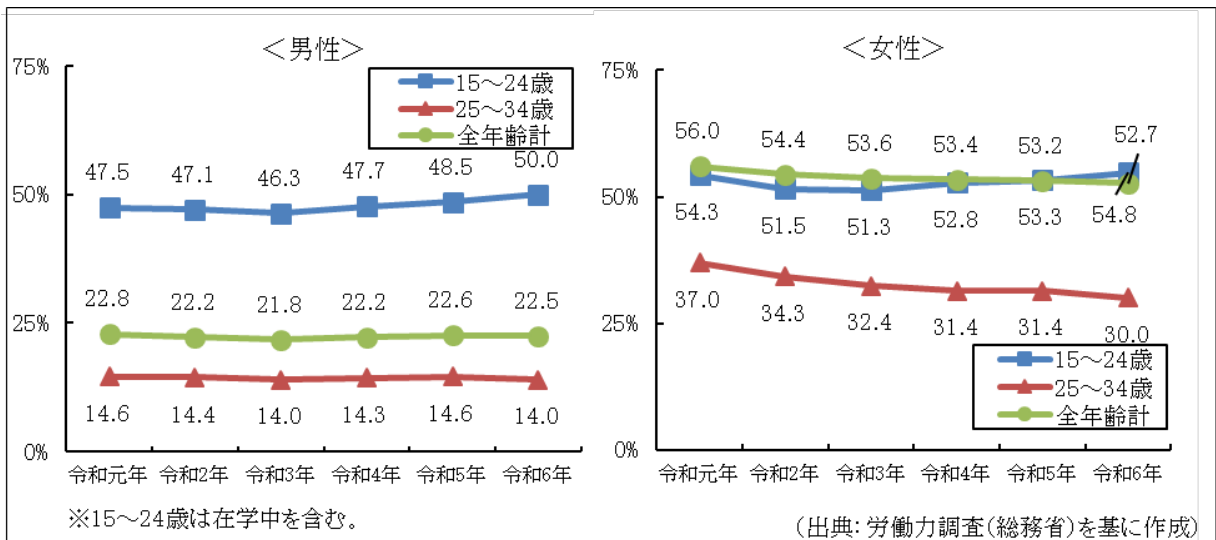 <男性>
75%
15～24歳
25～34歳
全年齢計
47.5 47.1 46.3 47.7 48.5 50.0
50%
22.8 22.2 21.8 22.2 22.6 22.5
25%
14.6 14.4 14.0 14.3 14.6 14.0
0%
令和元年 令和2年 令和3年 令和4年 令和5年 令和6年
※15～24歳は在学中を含む。
<女性>
75%
56.0 54.4 53.6 53.4 53.2 52.7
50%
54.3 51.5 51.3 52.8 53.3 54.8
37.0 34.3 32.4 31.4 31.4 30.0
25%
15～24歳
25～34歳
全年齢計
0%
令和元年 令和2年 令和3年 令和4年 令和5年 令和6年
(出典:労働力調査(総務省)を基に作成)